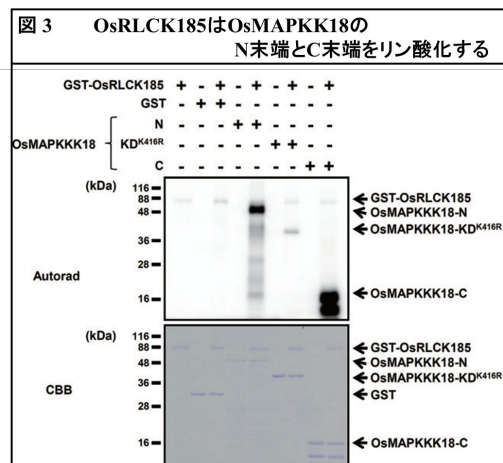 図 3 OsRLCK185はOsMAPKK18の
N末端とC末端をリン酸化する
GST-OsRLCK185 + - + - + - + - +
GST - + + - - - - - -
N - - - + + - - - -
OsMAPKKK18 KDK416R - - - - - + + - -
C - - - - - - - + +
(kDa)
116
88
48
36
28
16
Autorad
GST-OsRLCK185
OsMAPKKK18-N
OsMAPKKK18-KDK416R
OsMAPKKK18-C
(kDa)
116
88
48
36
28
16
CBB
GST-OsRLCK185
OsMAPKKK18-N
OsMAPKKK18-KDK416R
GST
OsMAPKKK18-C